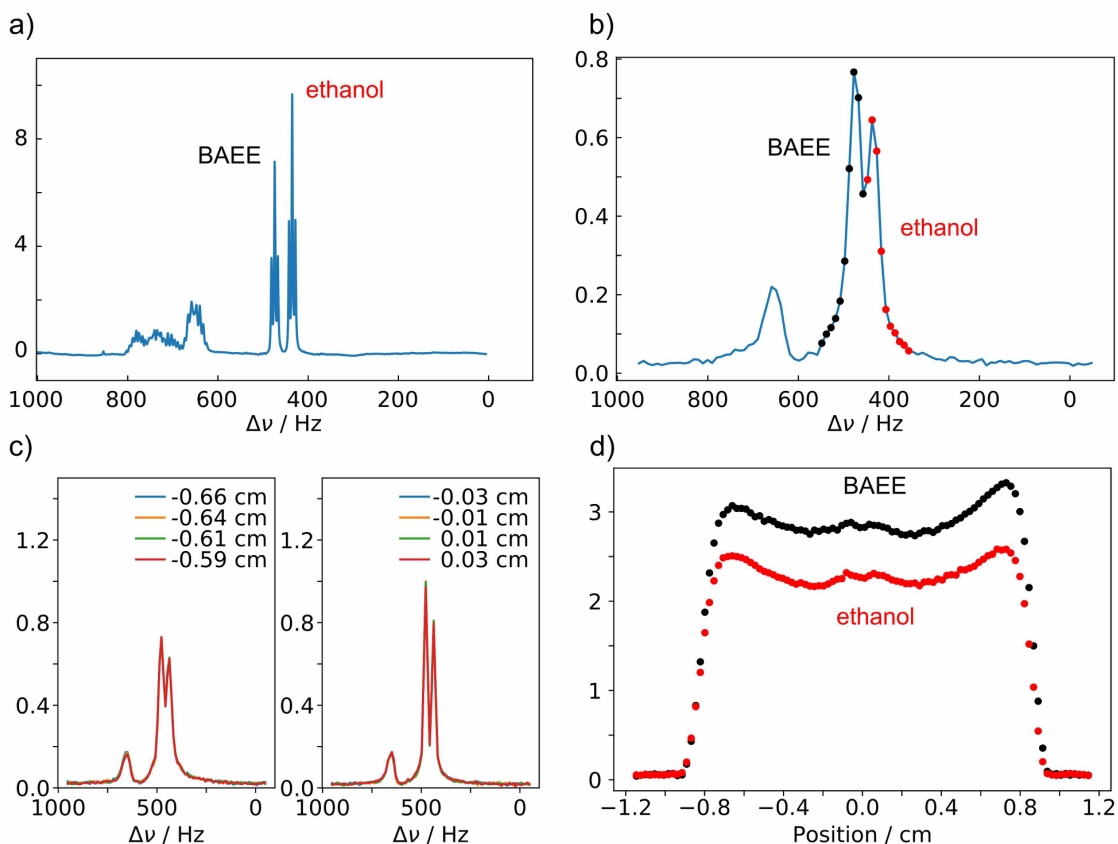 a)
ethanol
BAEE
8
4
0
1000 800 600 400 200 0
Δν / Hz
b)
0.8
BAEE
0.6
ethanol
0.4
0.2
0.0
1000 800 600 400 200 0
Δν / Hz
c)
-0.66 cm
-0.64 cm
-0.61 cm
-0.59 cm
1.2
0.8
0.4
0.0
1000 500 0
Δν / Hz
-0.03 cm
-0.01 cm
0.01 cm
0.03 cm
1.2
0.8
0.4
0.0
1000 500 0
Δν / Hz
d)
BAEE
3
2
ethanol
1
0
−1.2 −0.8 −0.4 0.0 0.4 0.8 1.2
Position / cm